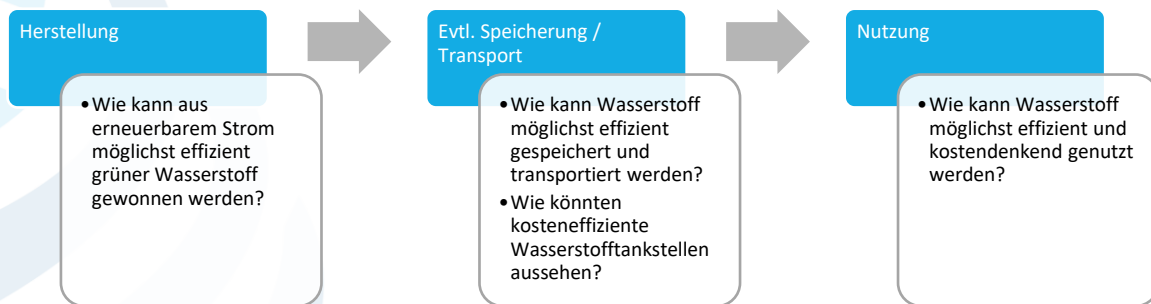 Herstellung
•Wie kann aus
erneuerbarem Strom
möglichst effizient
grüner Wasserstoff
gewonnen werden?
Evtl. Speicherung /
Transport
•Wie kann Wasserstoff
möglichst effizient
gespeichert und
transportiert werden?
•Wie könnten
kosteneffiziente
Wasserstofftankstellen
aussehen?
Nutzung
•Wie kann Wasserstoff
möglichst effizient und
kostendenkend genutzt
werden?